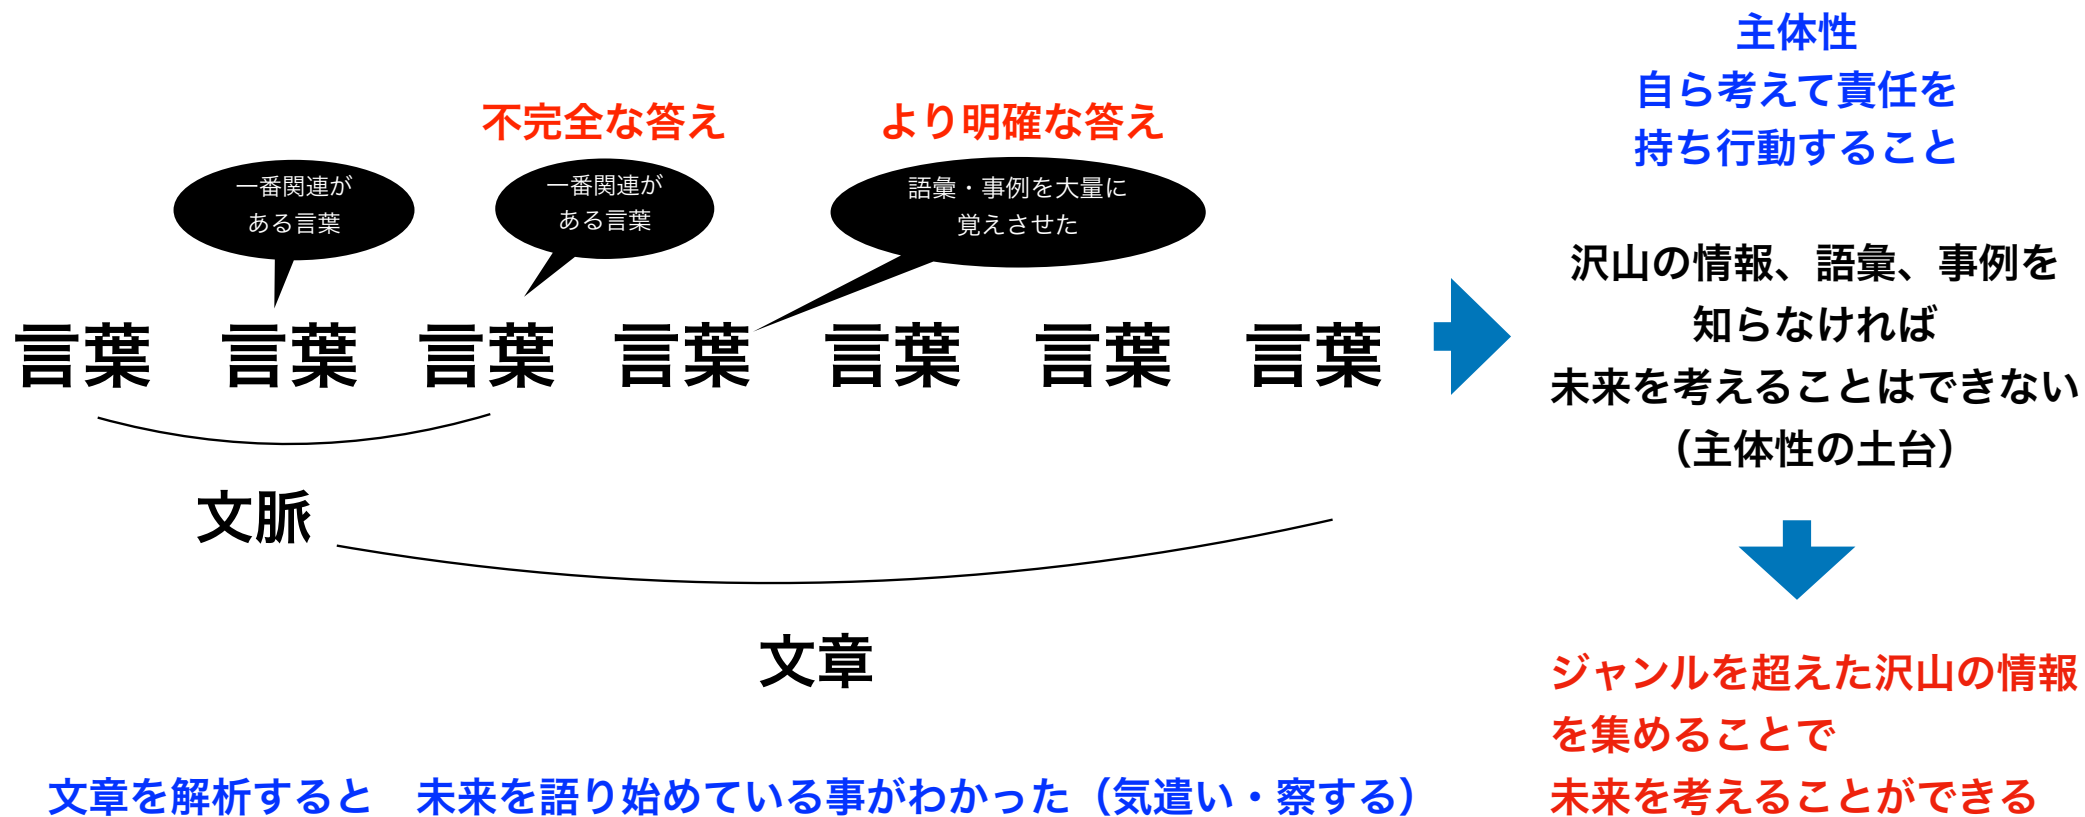 主体性
自ら考えて責任を
持ち行動すること
不完全な答え
より明確な答え
一番関連が
ある言葉
一番関連が
ある言葉
語彙・事例を大量に
覚えさせた
言葉 言葉 言葉 言葉 言葉 言葉 言葉
沢山の情報、語彙、事例を
知らなければ
未来を考えることはできない
（主体性の土台）
文脈
文章
文章を解析すると 未来を語り始めている事がわかった（気遣い・察する）
ジャンルを超えた沢山の情報
を集めることで
未来を考えることができる